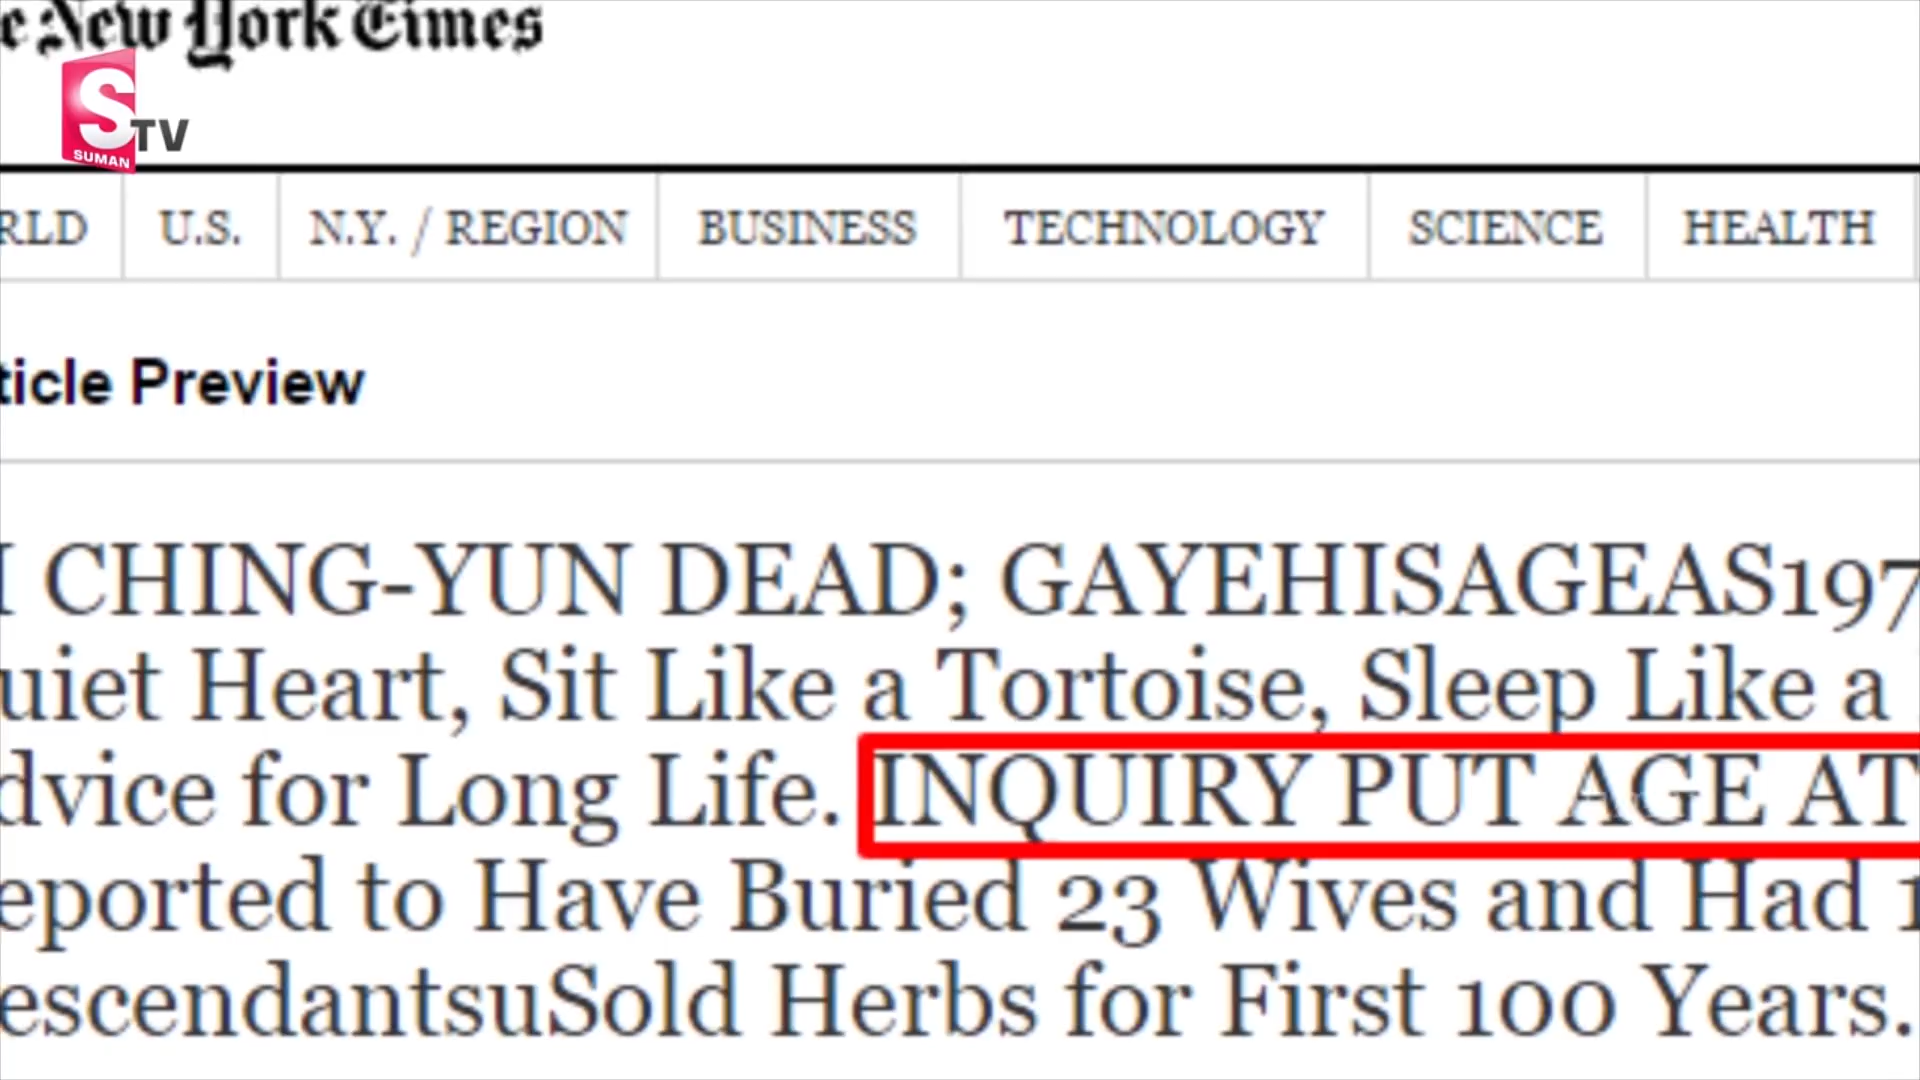 e New York Times
S TV
SUMAN
RLD U.S. N.Y. / REGION BUSINESS TECHNOLOGY SCIENCE HEALTH
ticle Preview
I CHING-YUN DEAD; GAYEHISAGEAS197
uiet Heart, Sit Like a Tortoise, Sleep Like a
dvice for Long Life. INQUIRY PUT AGE AT
eported to Have Buried 23 Wives and Had 1
escendantsuSold Herbs for First 100 Years.